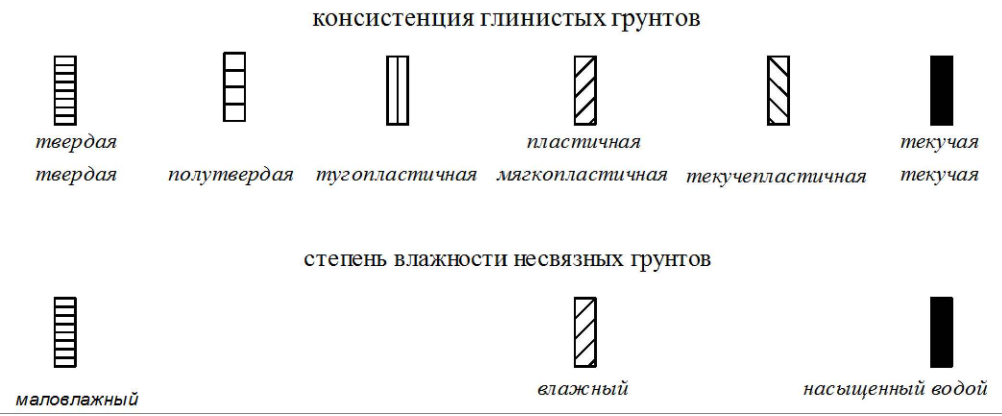 консистенция глинистых грунтов
твердая пластичная текучая
твердая полутвердая тугопластичная мягкопластичная текучепластичная текучая
степень влажности несвязных грунтов
маловлажный влажный насыщенный водой